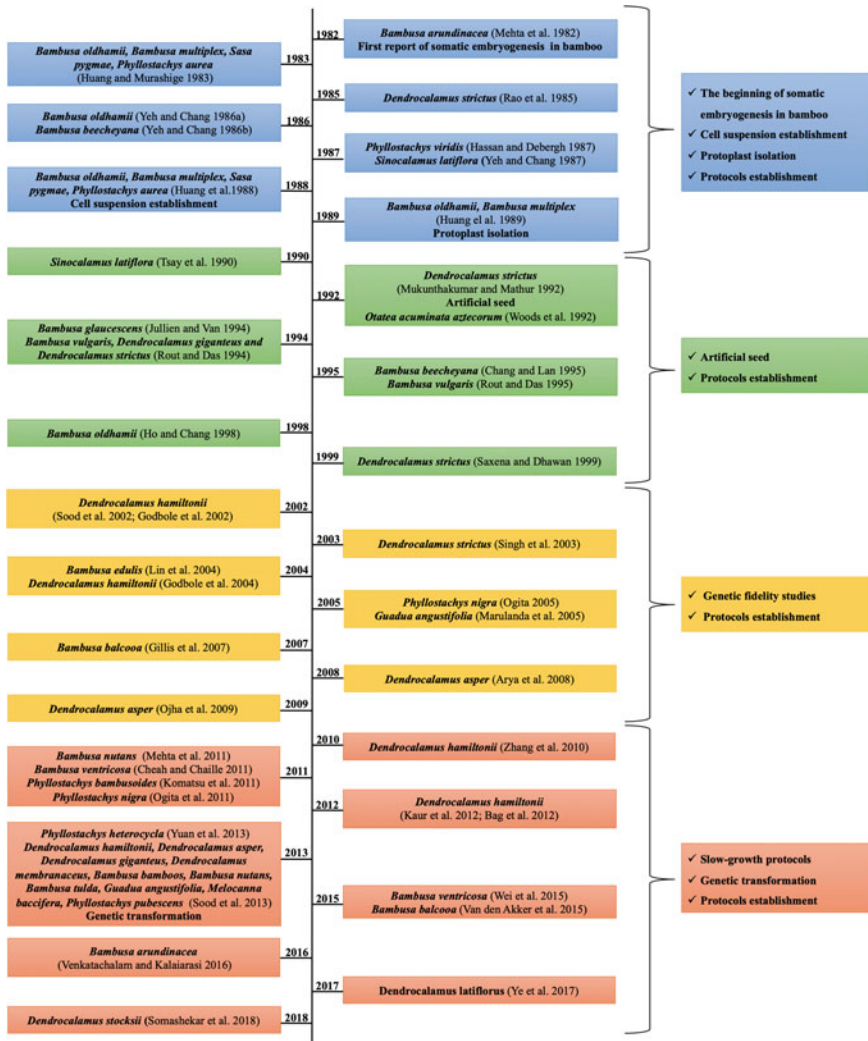 1982
Bambusa arundinacea (Mehta et al. 1982)
First report of somatic embryogenesis in bamboo
Bambusa oldhamii, Bambusa multiplex, Sasa
pygmae, Phyllostachys aurea
(Huang and Murashige 1983)
1983
1985
Dendrocalamus strictus (Rao et al. 1985)
Bambusa oldhamii (Yeh and Chang 1986a)
Bambusa beecheyana (Yeh and Chang 1986b)
1986
1987
Phyllostachys viridis (Hassan and Debergh 1987)
Sinocalamus latiflora (Yeh and Chang 1987)
Bambusa oldhamii, Bambusa multiplex, Sasa
pygmae, Phyllostachys aurea (Huang et al.1988)
Cell suspension establishment
1988
1989
Bambusa oldhamii, Bambusa multiplex
(Huang el al. 1989)
Protoplast isolation
✓ The beginning of somatic
embryogenesis in bamboo
✓ Cell suspension establishment
✓ Protoplast isolation
✓ Protocols establishment
Sinocalamus latiflora (Tsay et al. 1990)
1990
1992
Dendrocalamus strictus
(Mukunthakumar and Mathur 1992)
Artificial seed
Otatea acuminata aztecorum (Woods et al. 1992)
Bambusa glaucescens (Jullien and Van 1994)
Bambusa vulgaris, Dendrocalamus giganteus and
Dendrocalamus strictus (Rout and Das 1994)
1994
1995
Bambusa beecheyana (Chang and Lan 1995)
Bambusa vulgaris (Rout and Das 1995)
Bambusa oldhamii (Ho and Chang 1998)
1998
1999
Dendrocalamus strictus (Saxena and Dhawan 1999)
✓ Artificial seed
✓ Protocols establishment
Dendrocalamus hamiltonii
(Sood et al. 2002; Godbole et al. 2002)
2002
2003
Dendrocalamus strictus (Singh et al. 2003)
Bambusa edulis (Lin et al. 2004)
Dendrocalamus hamiltonii (Godbole et al. 2004)
2004
2005
Phyllostachys nigra (Ogita 2005)
Guadua angustifolia (Marulanda et al. 2005)
Bambusa balcooa (Gillis et al. 2007)
2007
2008
Dendrocalamus asper (Arya et al. 2008)
Dendrocalamus asper (Ojha et al. 2009)
2009
✓ Genetic fidelity studies
✓ Protocols establishment
2010
Dendrocalamus hamiltonii (Zhang et al. 2010)
Bambusa nutans (Mehta et al. 2011)
Bambusa ventricosa (Cheah and Chaille 2011)
Phyllostachys bambusoides (Komatsu et al. 2011)
Phyllostachys nigra (Ogita et al. 2011)
2011
2012
Dendrocalamus hamiltonii
(Kaur et al. 2012; Bag et al. 2012)
Phyllostachys heterocycla (Yuan et al. 2013)
Dendrocalamus hamiltonii, Dendrocalamus asper,
Dendrocalamus giganteus, Dendrocalamus
membranaceus, Bambusa bamboos, Bambusa nutans,
Bambusa tulda, Guadua angustifolia, Melocanna
baccifera, Phyllostachys pubescens (Sood et al. 2013)
Genetic transformation
2013
2015
Bambusa ventricosa (Wei et al. 2015)
Bambusa balcooa (Van den Akker et al. 2015)
Bambusa arundinacea
(Venkatachalam and Kalaiarasi 2016)
2016
2017
Dendrocalamus latiflorus (Ye et al. 2017)
Dendrocalamus stocksii (Somashekar et al. 2018)
2018
✓ Slow-growth protocols
✓ Genetic transformation
✓ Protocols establishment